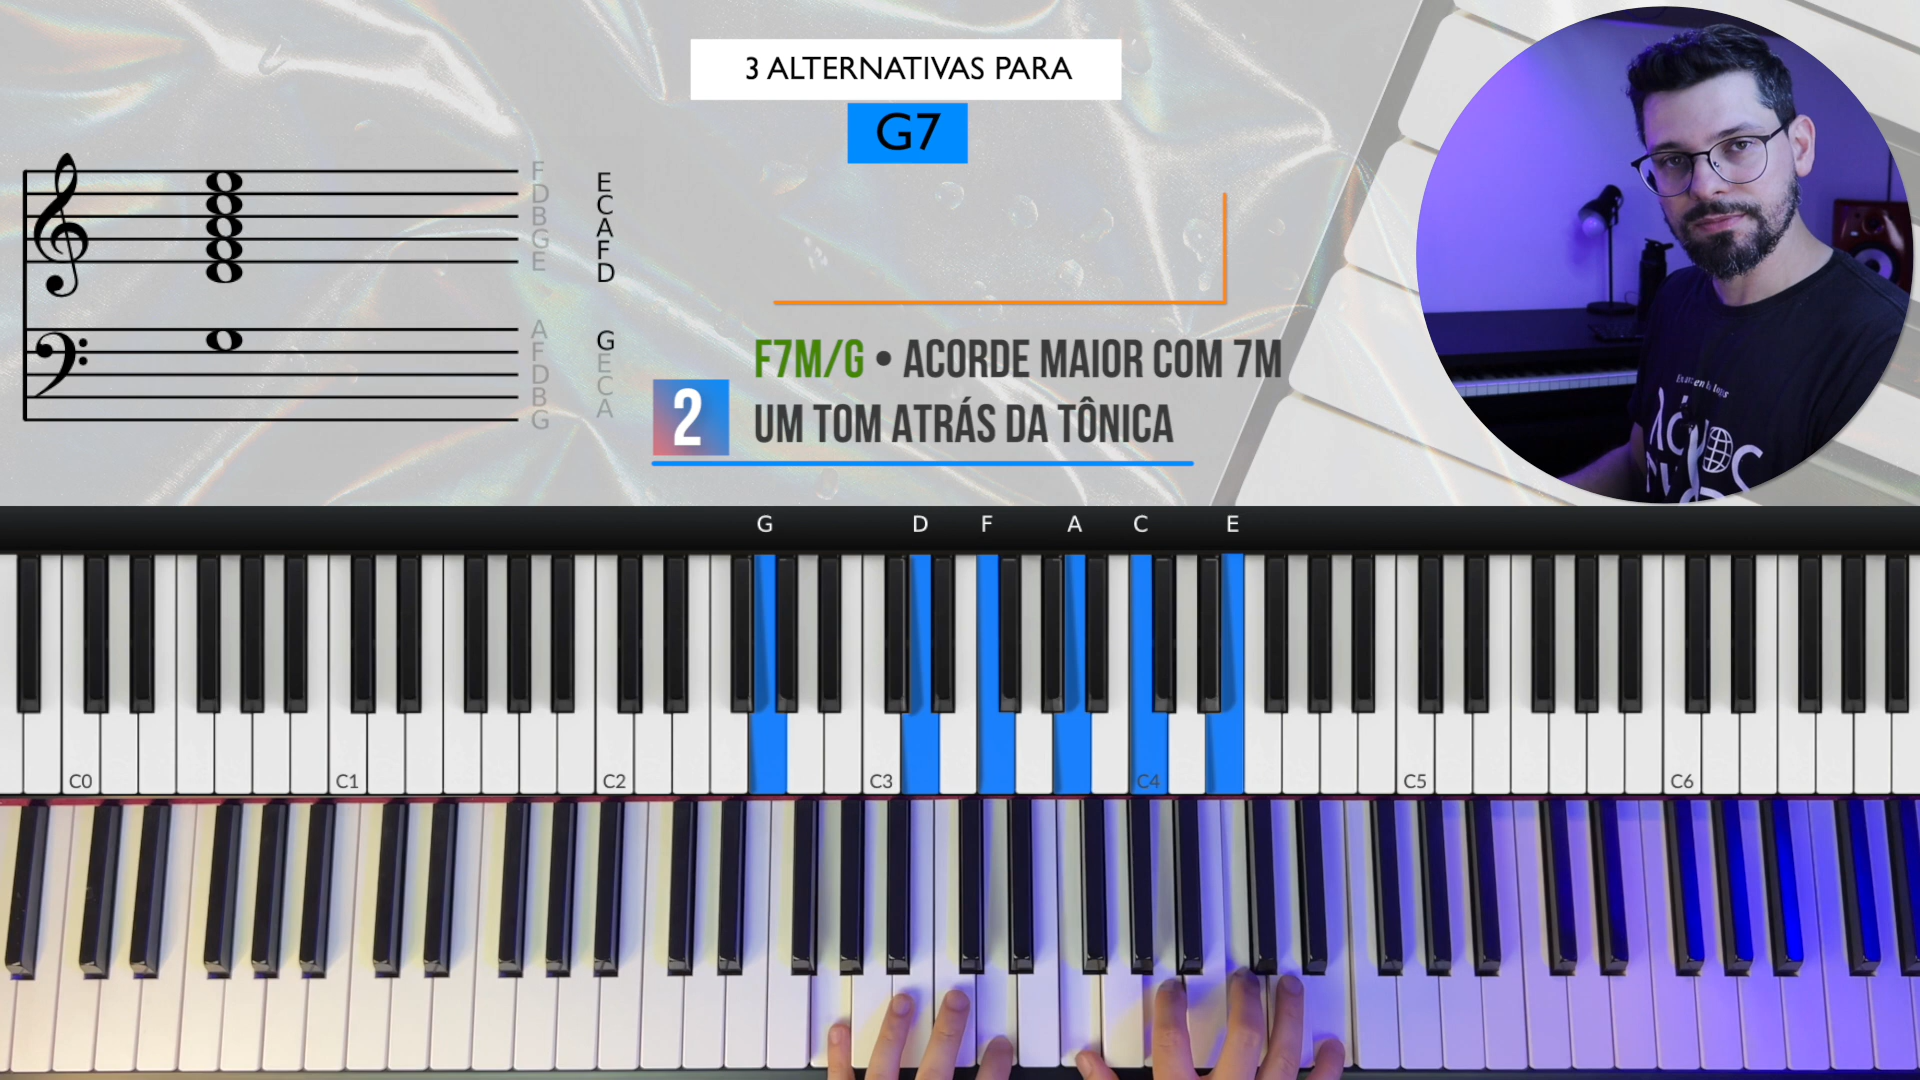 3 ALTERNATIVAS PARA
G7
F
D
B
G
E
E
C
A
F
D
A
F
D
B
G
G
E
C
A
2
F7M/G • ACORDE MAIOR COM 7M
UM TOM ATRÁS DA TÔNICA
G D F A C E
C0 C1 C2 C3 C4 C5 C6